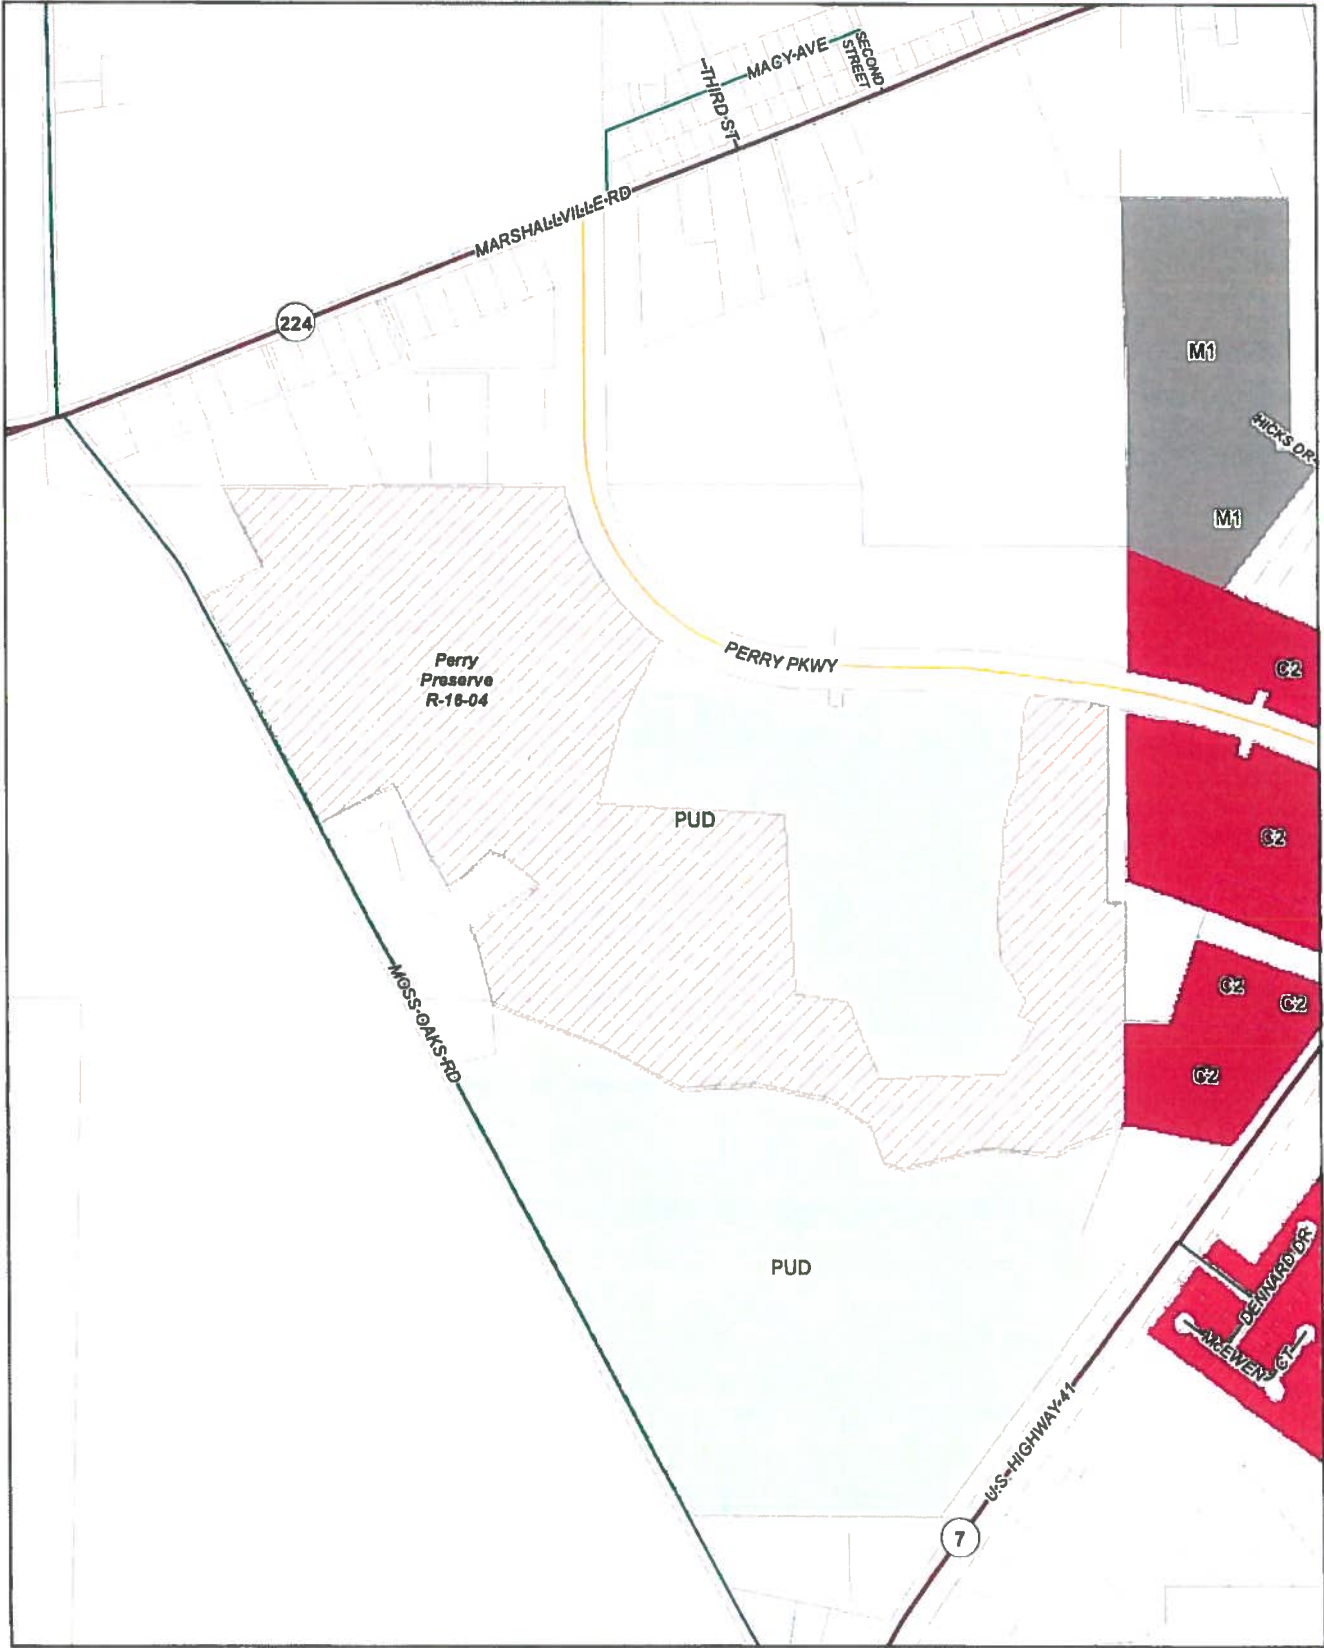 MAGY-AVE
SECOND
STREET
THIRD-ST
MARSHALLVILLE-RD
224
M1
HICKS DR
M1
Perry
Preserve
R-16-04
PERRY PKWY
C2
PUD
C2
MOSS-OAKS-RD
C2
C2
C2
PUD
DENNARD-DR
McEWEN CT
U.S.-HIGHWAY-41
7